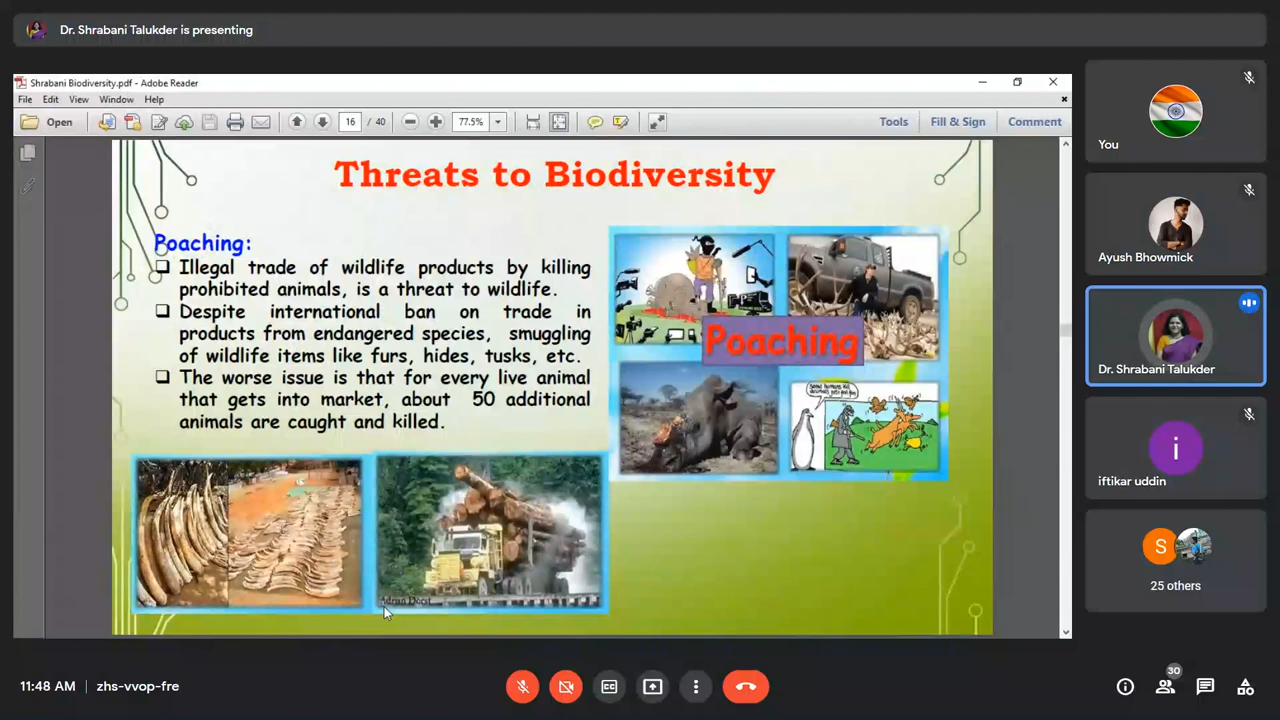 Dr. Shrabani Talukder is presenting
Shrabani Biodiversity.pdf - Adobe Reader
File Edit View Window Help
Open 16 / 40 77.5% Tools Fill & Sign Comment
Threats to Biodiversity
Poaching:
Illegal trade of wildlife products by killing
prohibited animals, is a threat to wildlife.
Despite international ban on trade in
products from endangered species, smuggling
of wildlife items like furs, hides, tusks, etc.
The worse issue is that for every live animal
that gets into market, about 50 additional
animals are caught and killed.
Poaching
You
Ayush Bhowmick
Dr. Shrabani Talukder
i
iftikar uddin
S
25 others
11:48 AM | zhs-vvop-fre
30